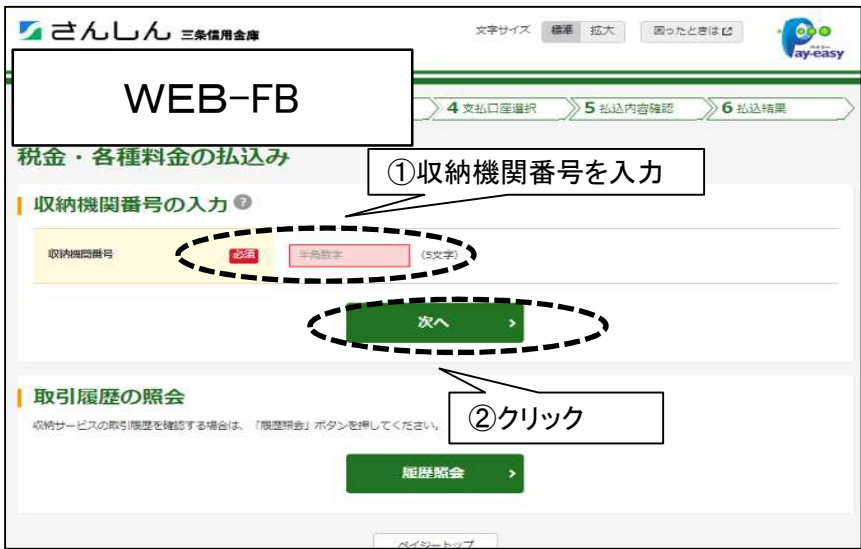 さんしん 三条信用金庫
文字サイズ 標準 拡大 困ったときは
Pay-easy
ペイジー
WEB-FB
4 支払口座選択 5 払込内容確認 6 払込結果
税金・各種料金の払込み
①収納機関番号を入力
収納機関番号の入力 ?
収納機関番号 必須 半角数字 (5文字)
次へ
取引履歴の照会
②クリック
収納サービスの取引履歴を確認する場合は、「履歴照会」ボタンを押してください。
履歴照会
ペイジートップ